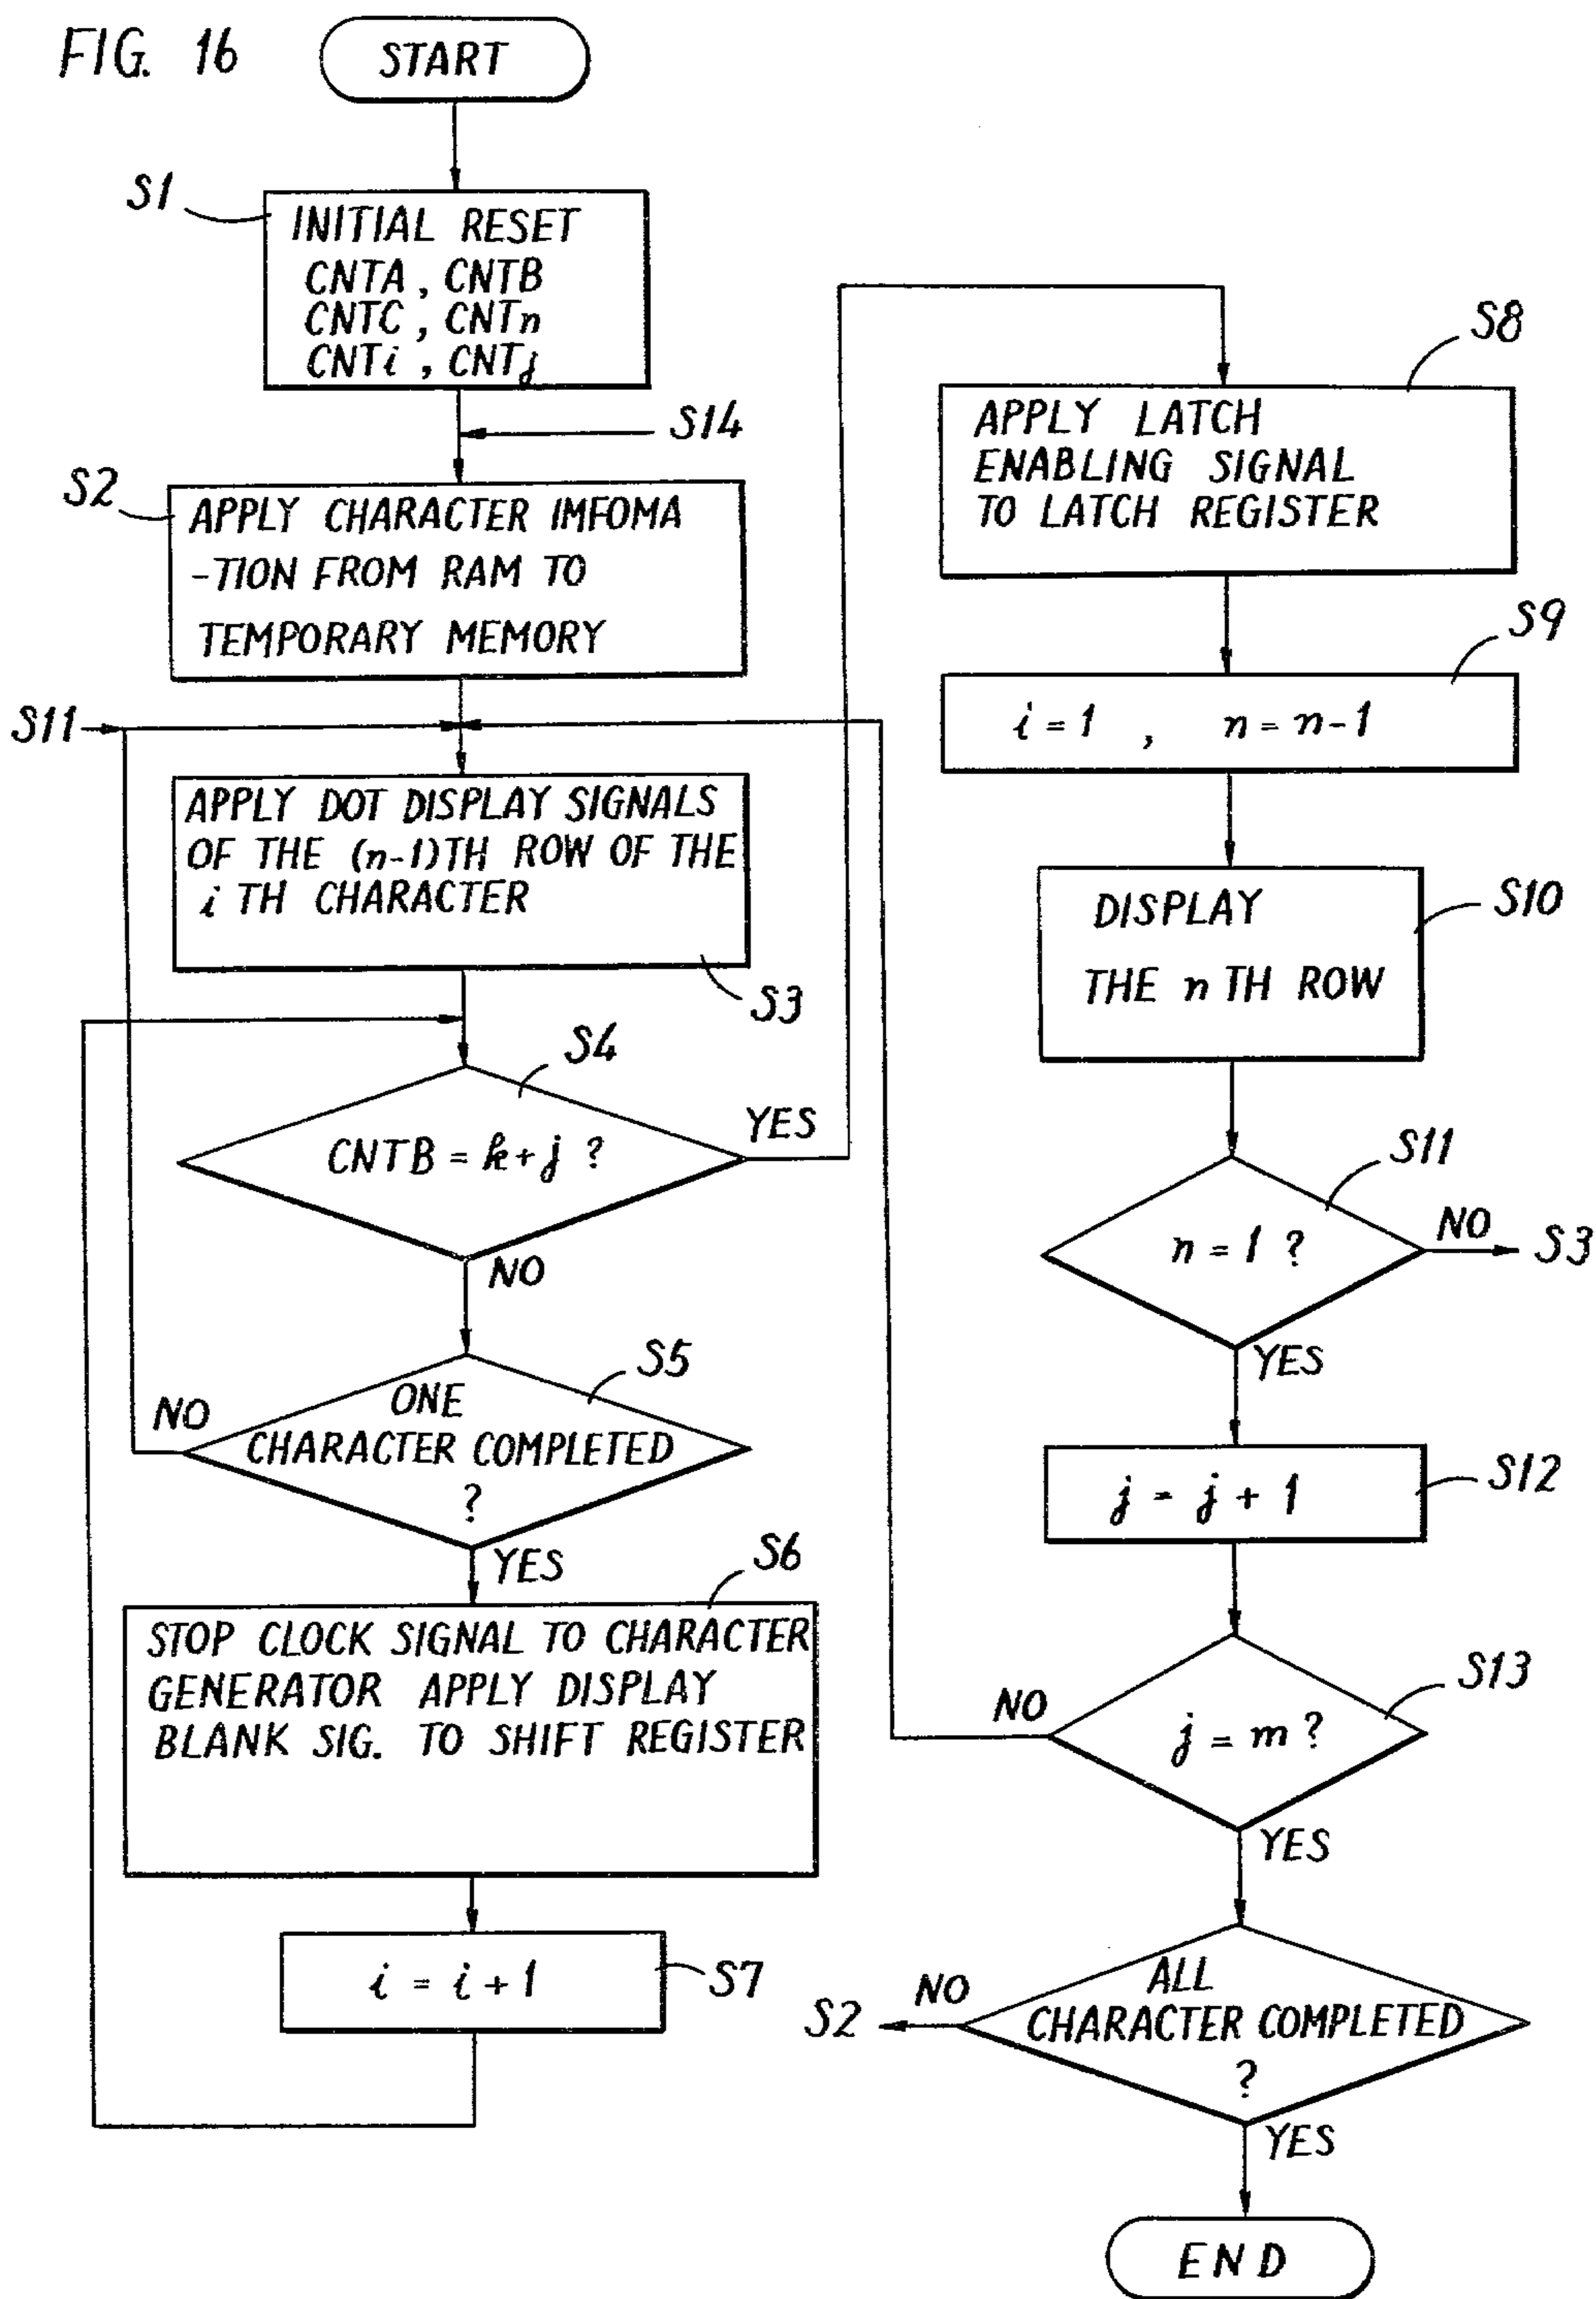 FIG. 16
START
S1
INITIAL RESET
CNTA, CNTB
CNTC, CNTn
CNTi, CNTj
S14
S2
APPLY CHARACTER IMFOMA
-TION FROM RAM TO
TEMPORARY MEMORY
S11
APPLY DOT DISPLAY SIGNALS
OF THE (n-1)TH ROW OF THE
i TH CHARACTER
S3
S4
CNTB = k+j ?
YES
NO
S5
ONE
CHARACTER COMPLETED
?
NO
YES
S6
STOP CLOCK SIGNAL TO CHARACTER
GENERATOR APPLY DISPLAY
BLANK SIG. TO SHIFT REGISTER
i = i+1
S7
S8
APPLY LATCH
ENABLING SIGNAL
TO LATCH REGISTER
S9
i = 1 , n = n-1
DISPLAY
THE n TH ROW
S10
S11
n = 1 ?
NO
S3
YES
j = j + 1
S12
S13
j = m ?
NO
YES
ALL
CHARACTER COMPLETED
?
NO
S2
YES
END